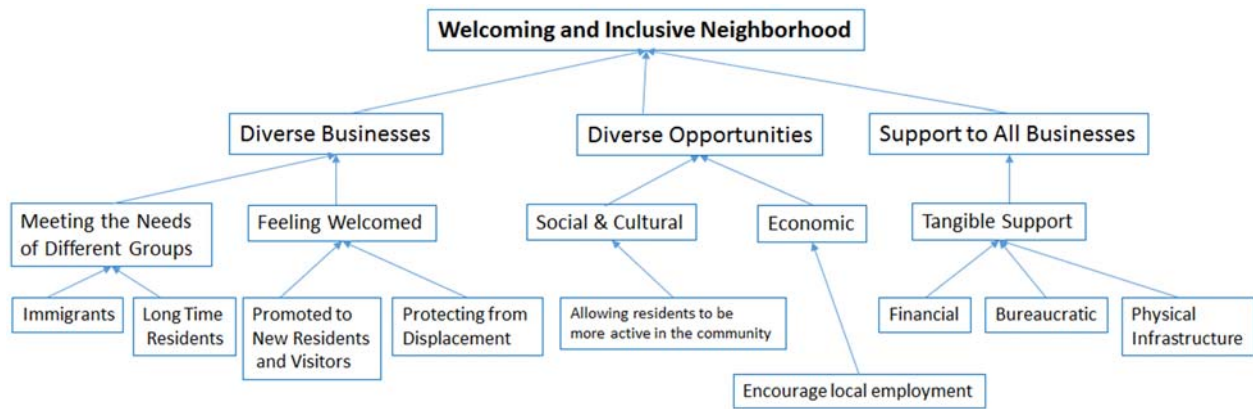 Welcoming and Inclusive Neighborhood
Diverse Businesses
Diverse Opportunities
Support to All Businesses
Meeting the Needs
of Different Groups
Feeling Welcomed
Social & Cultural
Economic
Tangible Support
Immigrants
Long Time
Residents
Promoted to
New Residents
and Visitors
Protecting from
Displacement
Allowing residents to be
more active in the community
Financial
Bureaucratic
Physical
Infrastructure
Encourage local employment